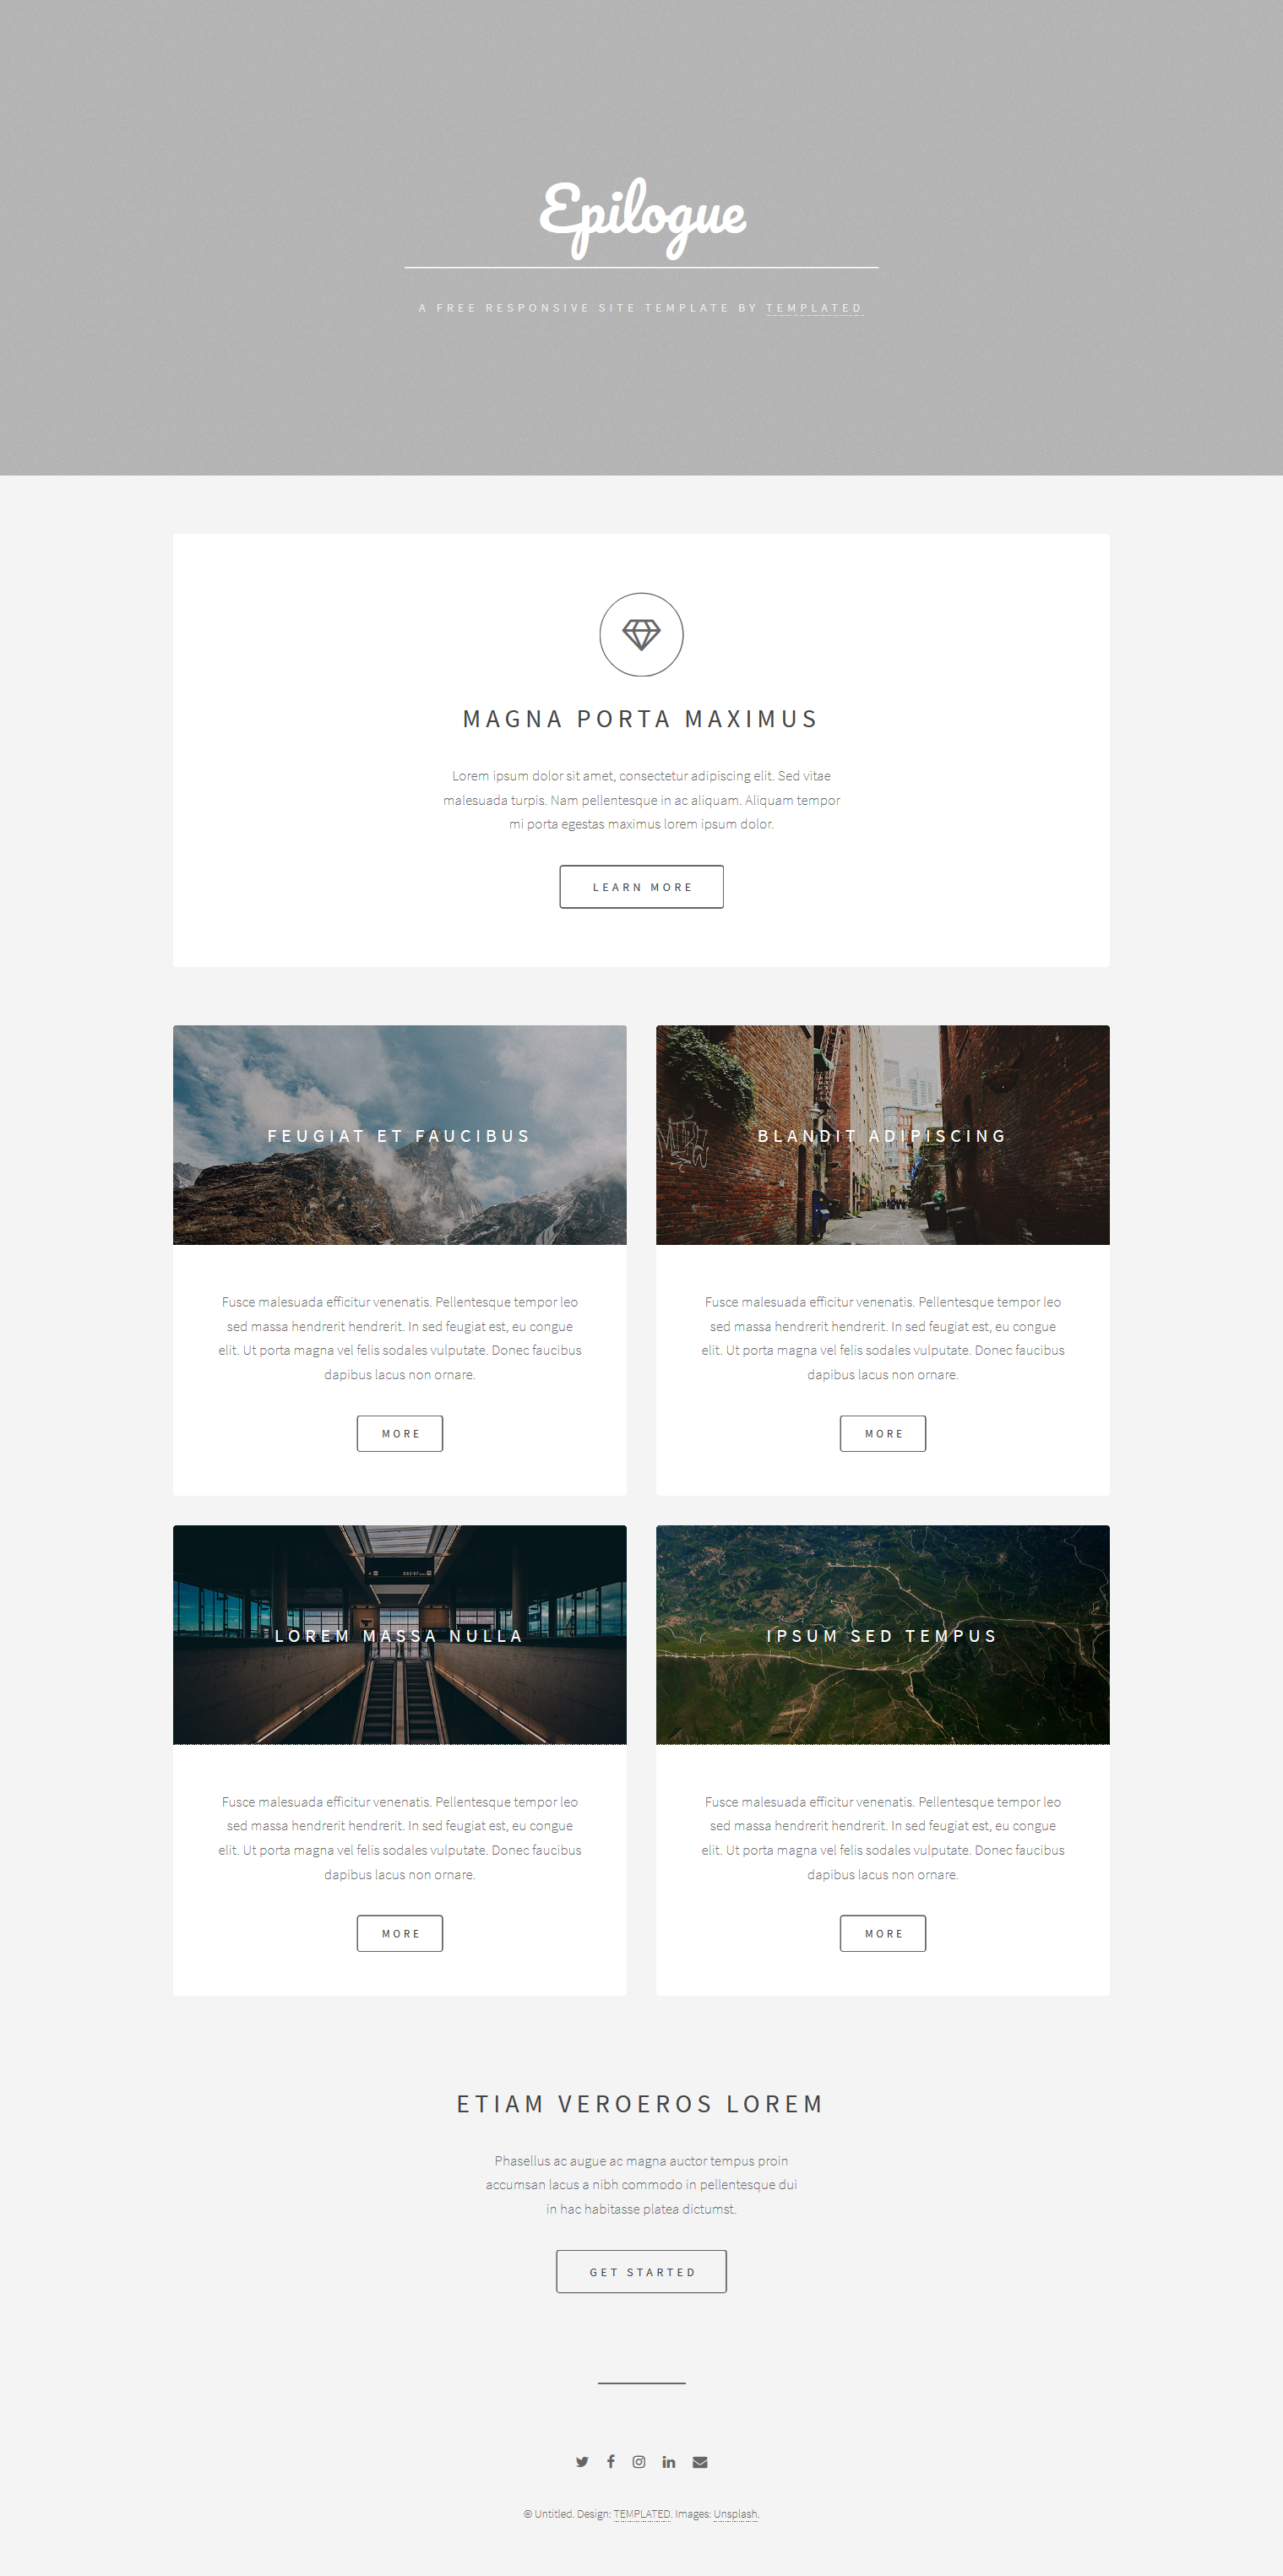 Epilogue
A FREE RESPONSIVE SITE TEMPLATE BY TEMPLATED
MAGNA PORTA MAXIMUS
Lorem ipsum dolor sit amet, consectetur adipiscing elit. Sed vitae
malesuada turpis. Nam pellentesque in ac aliquam. Aliquam tempor
mi porta egestas maximus lorem ipsum dolor.
LEARN MORE
FEUGIAT ET FAUCIBUS
Fusce malesuada efficitur venenatis. Pellentesque tempor leo
sed massa hendrerit hendrerit. In sed feugiat est, eu congue
elit. Ut porta magna vel felis sodales vulputate. Donec faucibus
dapibus lacus non ornare.
MORE
BLANDIT ADIPISCING
Fusce malesuada efficitur venenatis. Pellentesque tempor leo
sed massa hendrerit hendrerit. In sed feugiat est, eu congue
elit. Ut porta magna vel felis sodales vulputate. Donec faucibus
dapibus lacus non ornare.
MORE
LOREM MASSA NULLA
Fusce malesuada efficitur venenatis. Pellentesque tempor leo
sed massa hendrerit hendrerit. In sed feugiat est, eu congue
elit. Ut porta magna vel felis sodales vulputate. Donec faucibus
dapibus lacus non ornare.
MORE
IPSUM SED TEMPUS
Fusce malesuada efficitur venenatis. Pellentesque tempor leo
sed massa hendrerit hendrerit. In sed feugiat est, eu congue
elit. Ut porta magna vel felis sodales vulputate. Donec faucibus
dapibus lacus non ornare.
MORE
ETIAM VEROEROS LOREM
Phasellus ac augue ac magna auctor tempus proin
accumsan lacus a nibh commodo in pellentesque dui
in hac habitasse platea dictumst.
GET STARTED
© Untitled. Design: TEMPLATED. Images: Unsplash.